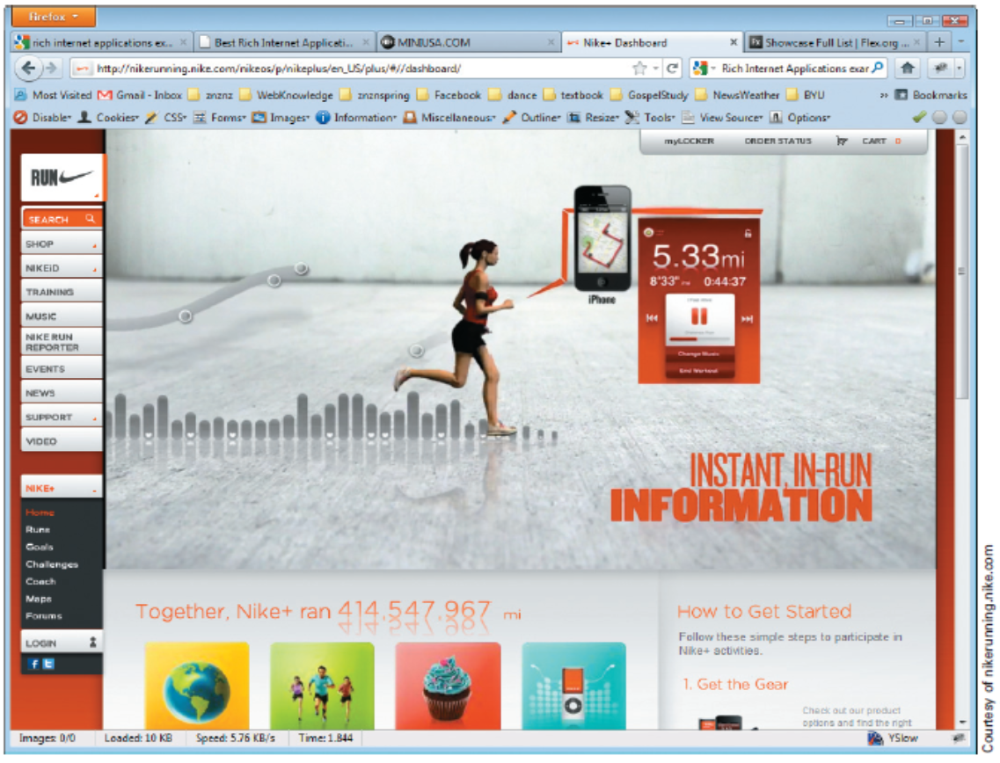 Firefox
rich internet applications ex...
Best Rich Internet Applicati...
MINIUSA.COM
Nike+ Dashboard
Showcase Full List | Flex.org ...
http://nikerunning.nike.com/nikeos/p/nikeplus/en_US/plus/#//dashboard/
Rich Internet Applications exar
Most Visited Gmail - Inbox znznz WebKnowledge znznspring Facebook dance textbook GospelStudy NewsWeather BYU » Bookmarks
Disable Cookies CSS Forms Images Information Miscellaneous Outline Resize Tools View Source Options
myLOCKER ORDER STATUS CART 0
RUN
SEARCH
SHOP
NIKEiD
TRAINING
MUSIC
NIKE RUN
REPORTER
EVENTS
NEWS
SUPPORT
VIDEO
NIKE+
Home
Runs
Goals
Challenges
Coach
Maps
Forums
LOGIN
iPhone
5.33mi
8'33" 0:44:37
Change Music
End Workout
INSTANT, IN-RUN
INFORMATION
Together, Nike+ ran 414,547,967 mi
How to Get Started
Follow these simple steps to participate in
Nike+ activities.
1. Get the Gear
Check out our product
options and find the right
Images: 0/0 Loaded: 10 KB Speed: 5.76 KB/s Time: 1.844 YSlow
Courtesy of nikerunning.nike.com